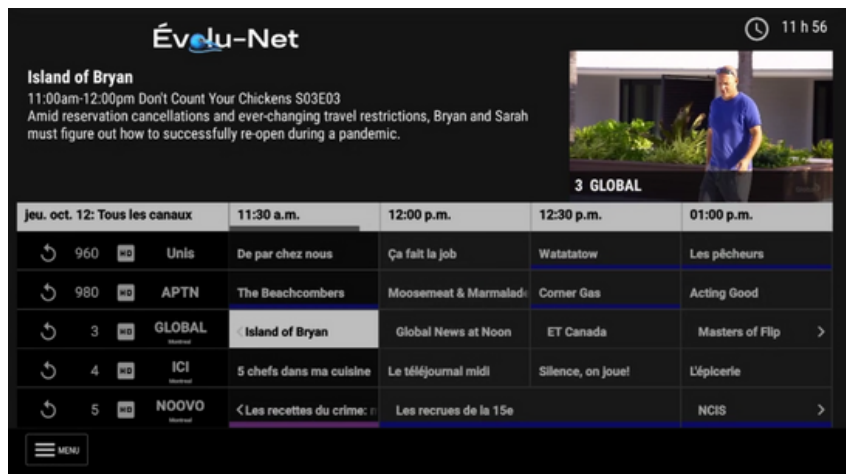 Évolu-Net
11 h 56
Island of Bryan
11:00am-12:00pm Don't Count Your Chickens S03E03
Amid reservation cancellations and ever-changing travel restrictions, Bryan and Sarah
must figure out how to successfully re-open during a pandemic.
3 GLOBAL
jeu. oct. 12: Tous les canaux 11:30 a.m. 12:00 p.m. 12:30 p.m. 01:00 p.m.
960 HD Unis De par chez nous Ça fait la job Watatatow Les pêcheurs
980 HD APTN The Beachcombers Moosemeat & Marmalade Corner Gas Acting Good
3 HD GLOBAL Island of Bryan Global News at Noon ET Canada Masters of Flip
Montreal
4 HD ICI 5 chefs dans ma cuisine Le téléjournal midi Silence, on joue! L'épicerie
Montreal
5 HD NOOVO Les recettes du crime: Les recrues de la 15e NCIS
Montreal
MENU